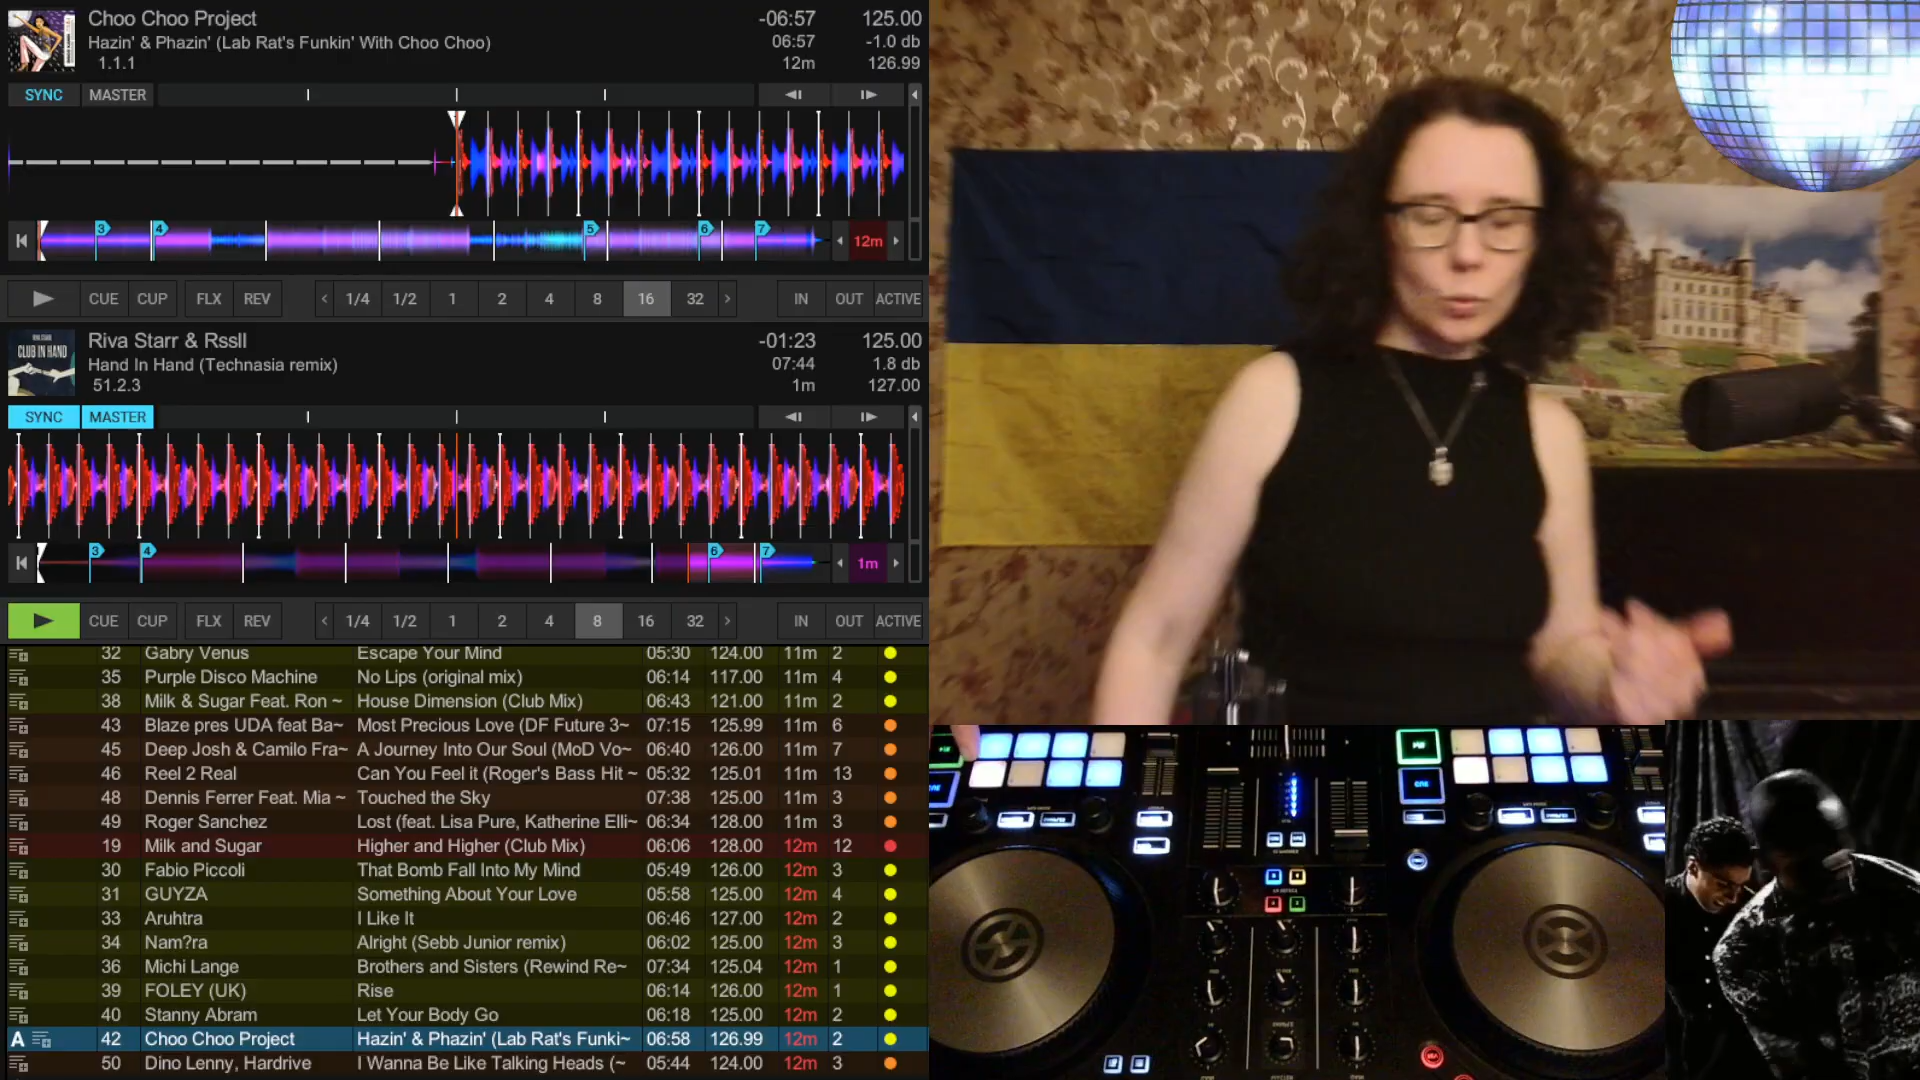 Choo Choo Project -06:57 125.00
Hazin' & Phazin' (Lab Rat's Funkin' With Choo Choo) 06:57 -1.0 db
1.1.1 12m 126.99
SYNC MASTER
3 4 5 6 7 12m
CUE CUP FLX REV < 1/4 1/2 1 2 4 8 16 32 > IN OUT ACTIVE
Riva Starr & Rssll -01:23 125.00
Hand In Hand (Technasia remix) 07:44 1.8 db
51.2.3 1m 127.00
CLUB IN HAND
SYNC MASTER
3 4 6 7 1m
CUE CUP FLX REV < 1/4 1/2 1 2 4 8 16 32 > IN OUT ACTIVE
32 Gabry Venus Escape Your Mind 05:30 124.00 11m 2
35 Purple Disco Machine No Lips (original mix) 06:14 117.00 11m 4
38 Milk & Sugar Feat. Ron ~ House Dimension (Club Mix) 06:43 121.00 11m 2
43 Blaze pres UDA feat Ba~ Most Precious Love (DF Future 3~ 07:15 125.99 11m 6
45 Deep Josh & Camilo Fra~ A Journey Into Our Soul (MoD Vo~ 06:40 126.00 11m 7
46 Reel 2 Real Can You Feel it (Roger's Bass Hit ~ 05:32 125.01 11m 13
48 Dennis Ferrer Feat. Mia ~ Touched the Sky 07:38 125.00 11m 3
49 Roger Sanchez Lost (feat. Lisa Pure, Katherine Elli~ 06:34 128.00 11m 3
19 Milk and Sugar Higher and Higher (Club Mix) 06:06 128.00 12m 12
30 Fabio Piccoli That Bomb Fall Into My Mind 05:49 126.00 12m 3
31 GUYZA Something About Your Love 05:58 125.00 12m 4
33 Aruhtra I Like It 06:46 127.00 12m 2
34 Nam?ra Alright (Sebb Junior remix) 06:02 125.00 12m 3
36 Michi Lange Brothers and Sisters (Rewind Re~ 07:34 125.04 12m 1
39 FOLEY (UK) Rise 06:14 126.00 12m 1
40 Stanny Abram Let Your Body Go 06:18 125.00 12m 2
A 42 Choo Choo Project Hazin' & Phazin' (Lab Rat's Funki~ 06:58 126.99 12m 2
50 Dino Lenny, Hardrive I Wanna Be Like Talking Heads (~ 05:44 124.00 12m 3